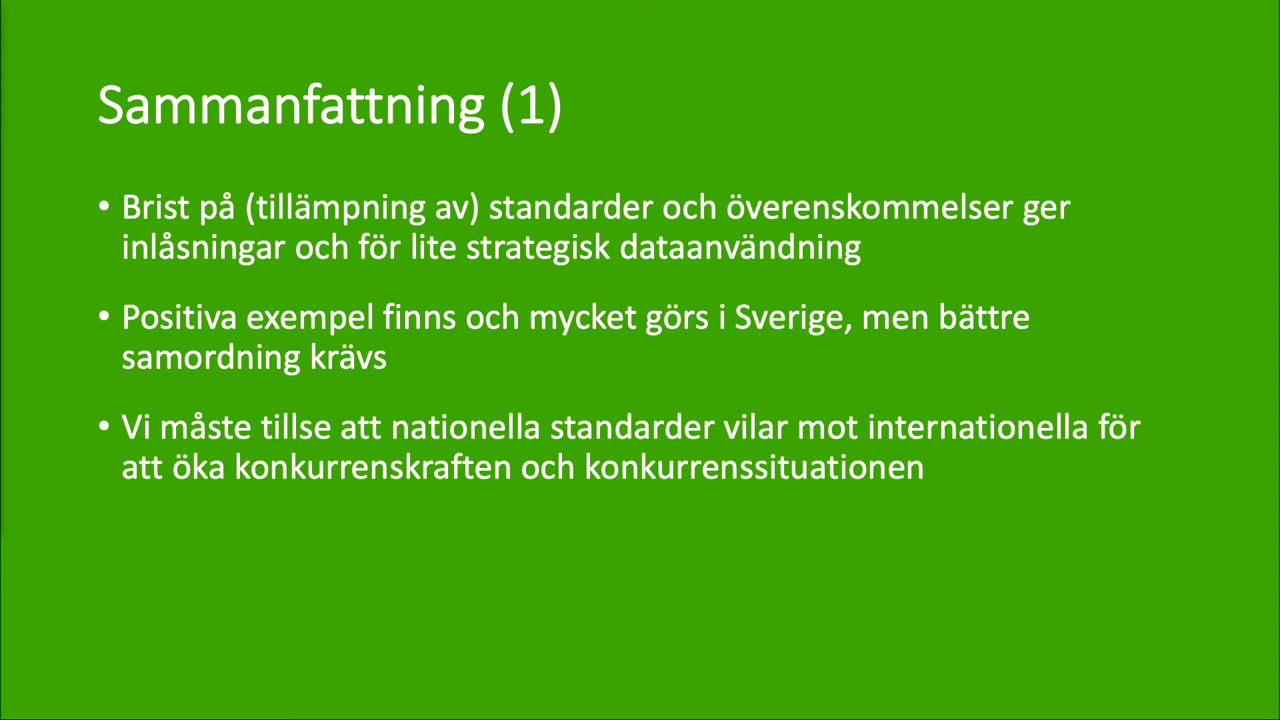 Sammanfattning (1)
• Brist på (tillämpning av) standarder och överenskommelser ger
inlåsningar och för lite strategisk dataanvändning
• Positiva exempel finns och mycket görs i Sverige, men bättre
samordning krävs
• Vi måste tillse att nationella standarder vilar mot internationella för
att öka konkurrenskraften och konkurrenssituationen